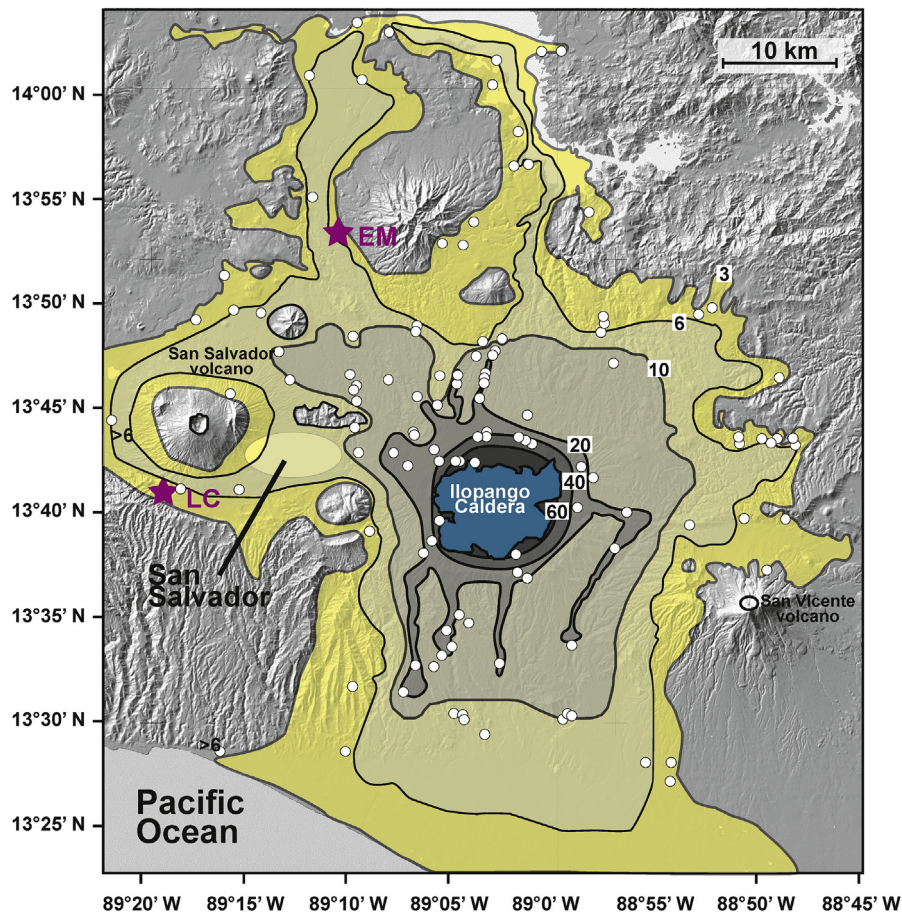 10 km
14°00' N
13°55' N
EM
13°50' N
3
6
San Salvador
volcano
10
13°45' N
>6
20
40
Ilopango
Caldera
60
LC
13°40' N
San
Salvador
13°35' N
San Vicente
volcano
13°30' N
>6
Pacific
Ocean
13°25' N
89°20' W 89°15' W 89°10' W 89°05' W 89°0' W 88°55' W 88°50' W 88°45' W